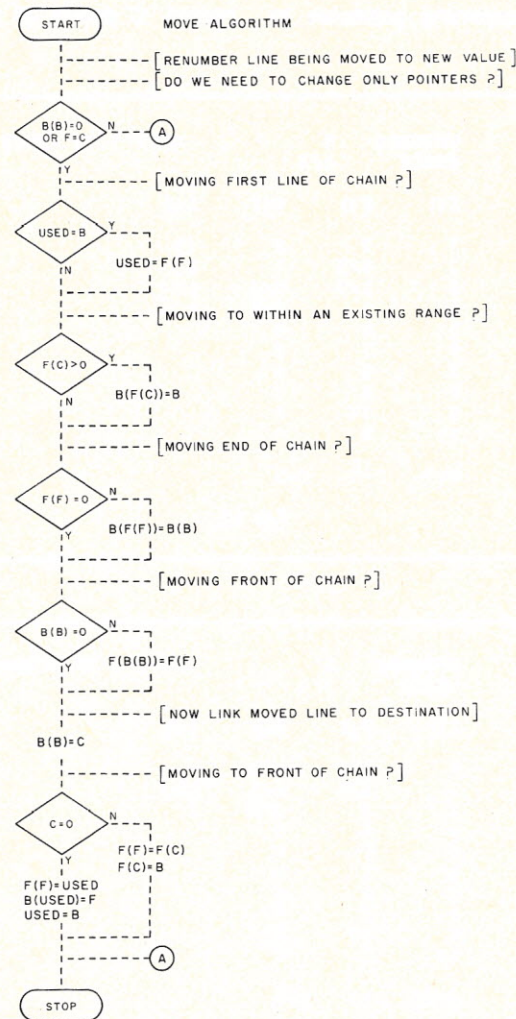 START
MOVE ALGORITHM
[RENUMBER LINE BEING MOVED TO NEW VALUE]
[DO WE NEED TO CHANGE ONLY POINTERS ?]
B(B)=0
OR F=C
N
A
Y
[MOVING FIRST LINE OF CHAIN ?]
USED=B
Y
USED=F(F)
N
[MOVING TO WITHIN AN EXISTING RANGE ?]
F(C)>0
Y
B(F(C))=B
N
[MOVING END OF CHAIN ?]
F(F)=0
N
B(F(F))=B(B)
Y
[MOVING FRONT OF CHAIN ?]
B(B)=0
N
F(B(B))=F(F)
Y
[NOW LINK MOVED LINE TO DESTINATION]
B(B)=C
[MOVING TO FRONT OF CHAIN ?]
C=0
N
F(F)=F(C)
F(C)=B
Y
F(F)=USED
B(USED)=F
USED=B
A
STOP